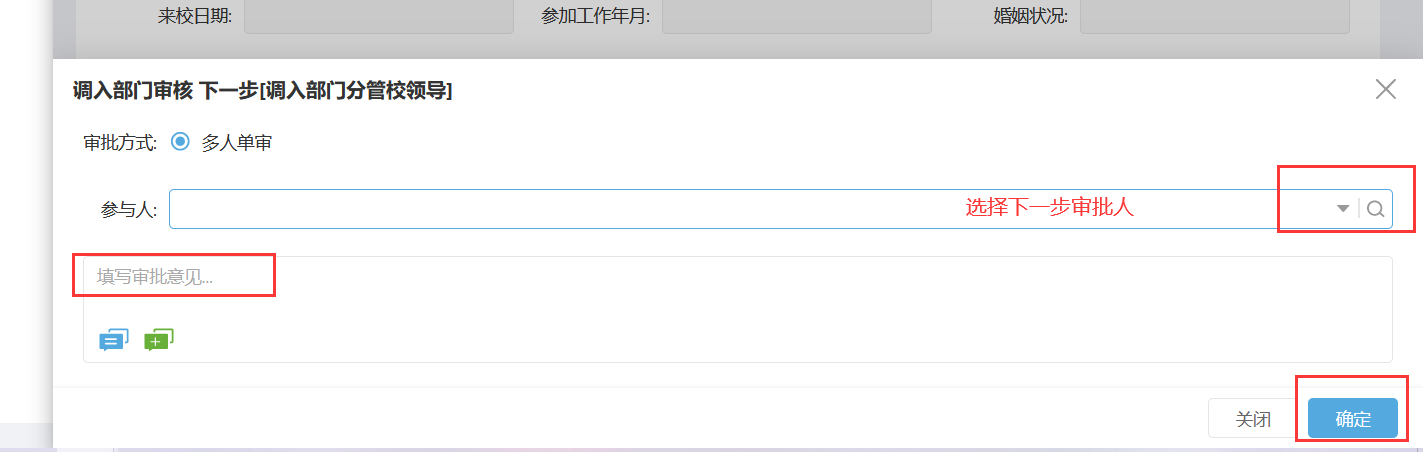 来校日期: 参加工作年月: 婚姻状况:
调入部门审核 下一步[调入部门分管校领导]
审批方式: 多人单审
参与人: 选择下一步审批人
填写审批意见...
关闭 确定